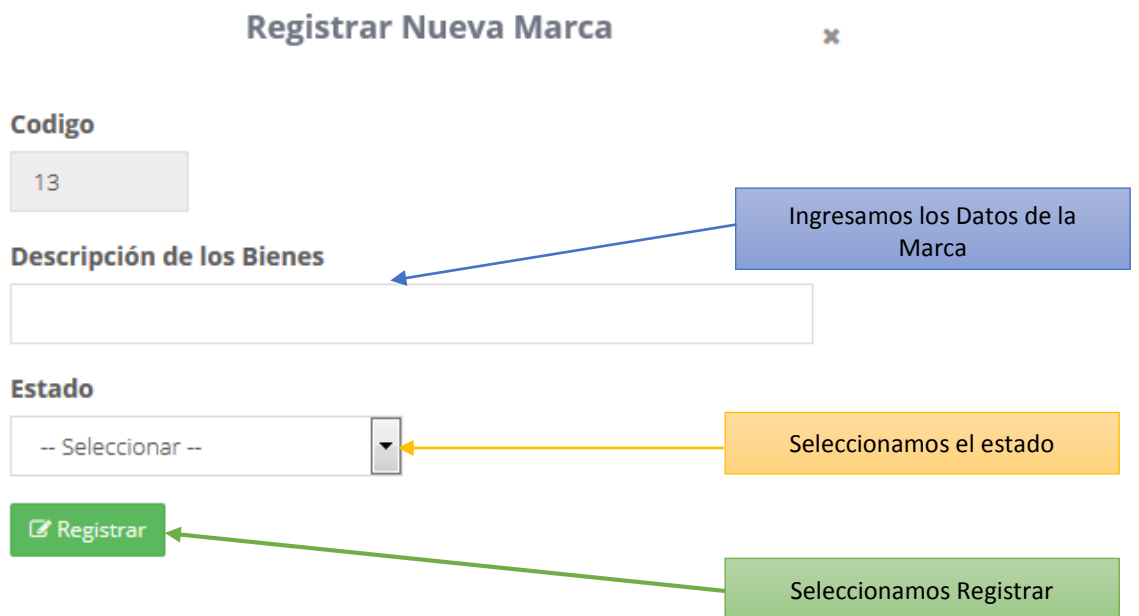 Registrar Nueva Marca
Codigo
13
Ingresamos los Datos de la
Marca
Descripción de los Bienes
Estado
-- Seleccionar --
Seleccionamos el estado
Registrar
Seleccionamos Registrar